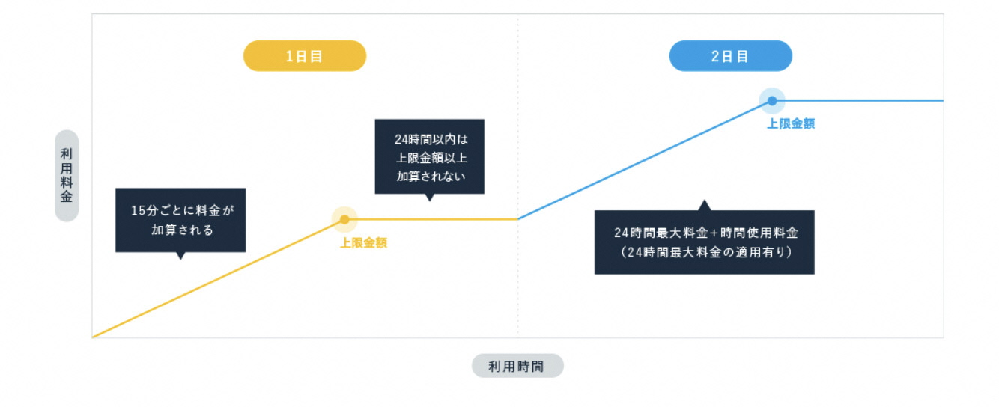 1日目
2日目
上限金額
24時間以内は
上限金額以上
加算されない
利用料金
15分ごとに料金が
加算される
上限金額
24時間最大料金+時間使用料金
（24時間最大料金の適用有り）
利用時間